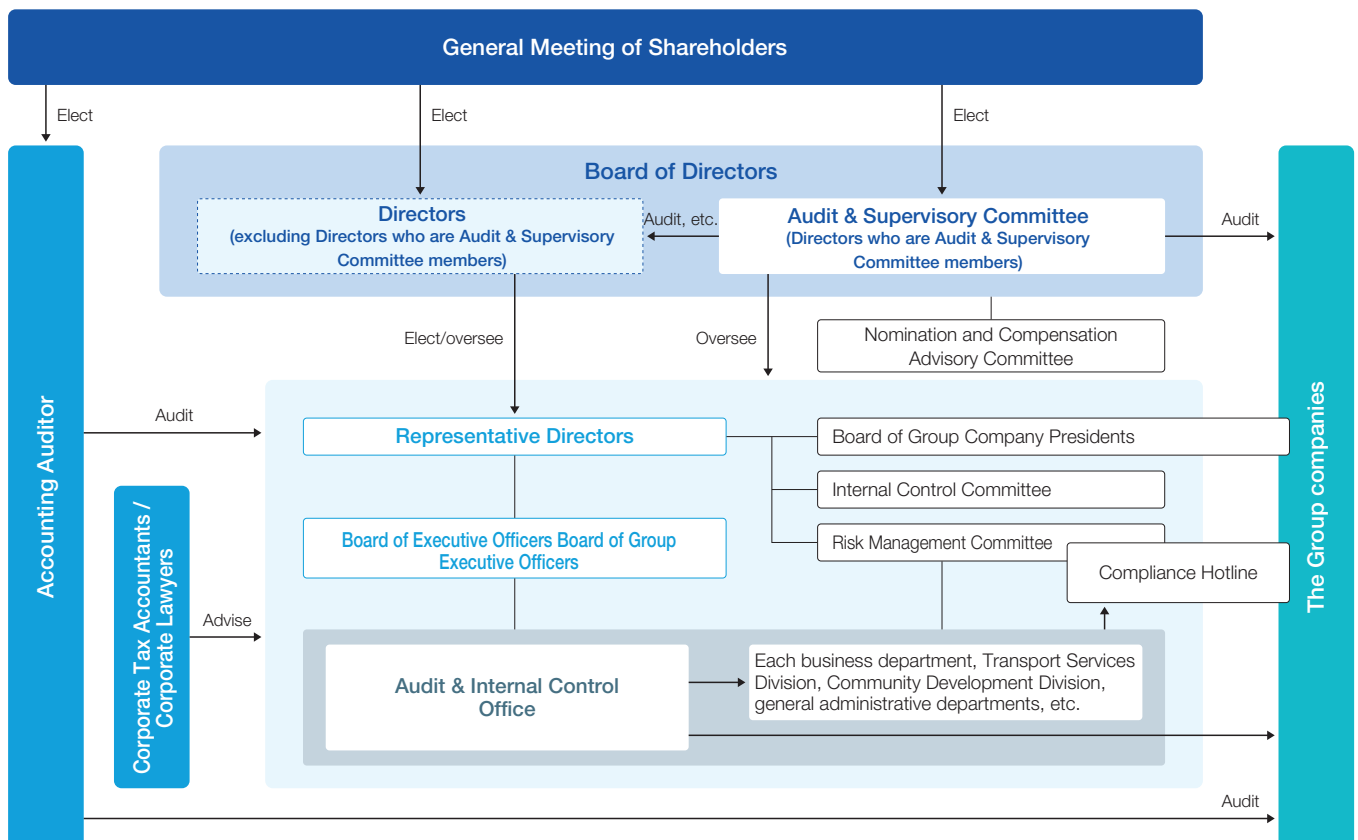 General Meeting of Shareholders
Elect
Elect
Elect
Board of Directors
Directors
(excluding Directors who are Audit & Supervisory
Committee members)
Audit, etc.
Audit & Supervisory Committee
(Directors who are Audit & Supervisory
Committee members)
Audit
Elect/oversee
Oversee
Nomination and Compensation
Advisory Committee
Accounting Auditor
The Group companies
Audit
Representative Directors
Board of Group Company Presidents
Internal Control Committee
Board of Executive Officers Board of Group
Executive Officers
Risk Management Committee
Compliance Hotline
Corporate Tax Accountants /
Corporate Lawyers
Advise
Audit & Internal Control
Office
Each business department, Transport Services
Division, Community Development Division,
general administrative departments, etc.
Audit